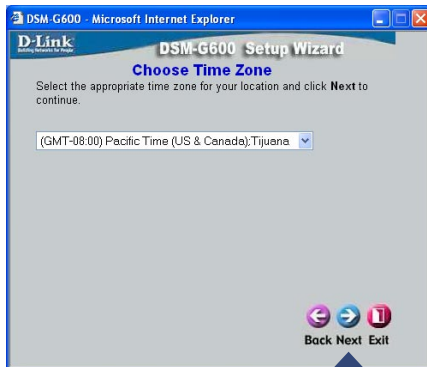 DSM-G600 - Microsoft Internet Explorer
D-Link
Building Networks for People
DSM-G600 Setup Wizard
Choose Time Zone
Select the appropriate time zone for your location and click Next to
continue.
(GMT-08:00) Pacific Time (US & Canada);Tijuana
Back Next Exit